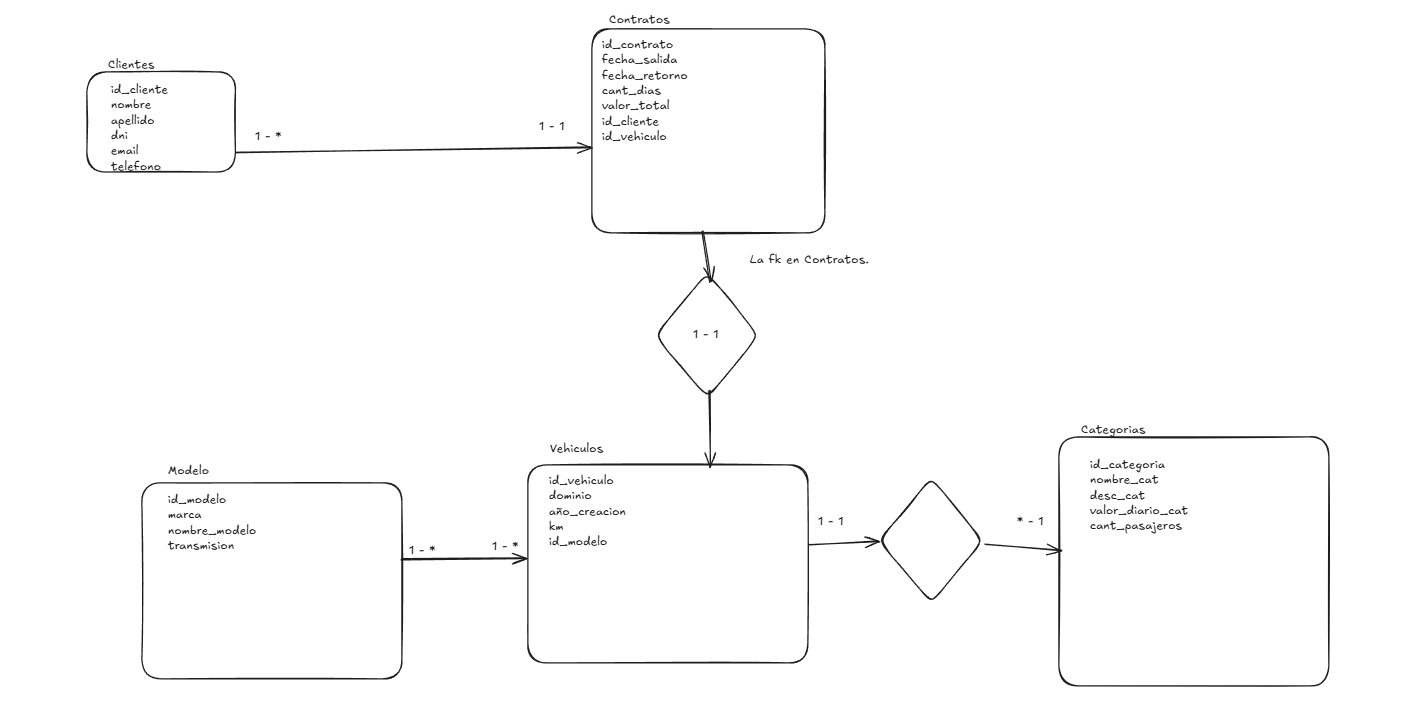 Contratos
id_contrato
fecha_salida
fecha_retorno
cant_dias
valor_total
id_cliente
id_vehiculo
Clientes
id_cliente
nombre
apellido
dni
email
telefono
1 - *
1 - 1
La fk en Contratos.
1 - 1
Modelo
id_modelo
marca
nombre_modelo
transmision
1 - *
1 - *
Vehiculos
id_vehiculo
dominio
año_creacion
km
id_modelo
1 - 1
* - 1
Categorias
id_categoria
nombre_cat
desc_cat
valor_diario_cat
cant_pasajeros